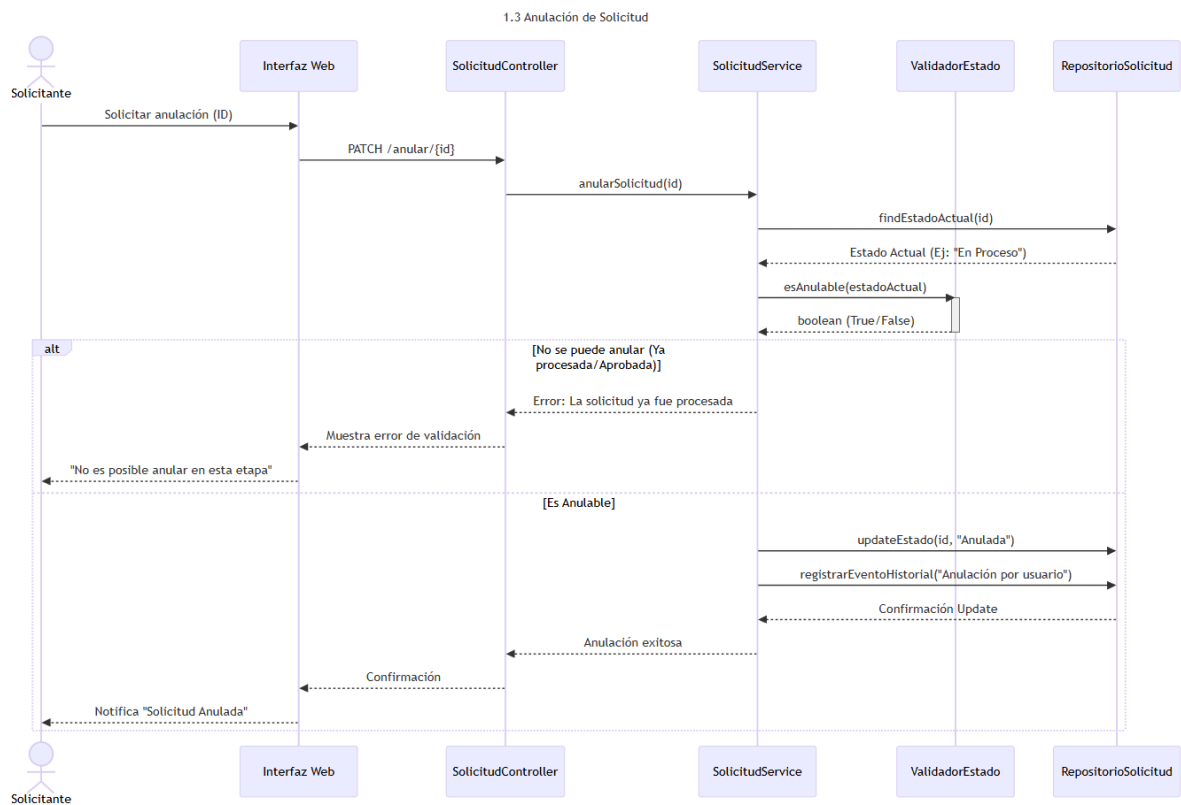 1.3 Anulación de Solicitud
Solicitante
Interfaz Web
SolicitudController
SolicitudService
ValidadorEstado
RepositorioSolicitud
Solicitar anulación (ID)
PATCH /anular/{id}
anularSolicitud(id)
findEstadoActual(id)
Estado Actual (Ej: "En Proceso")
esAnulable(estadoActual)
boolean (True/False)
alt
[No se puede anular (Ya
procesada/Aprobada)]
Error: La solicitud ya fue procesada
Muestra error de validación
"No es posible anular en esta etapa"
[Es Anulable]
updateEstado(id, "Anulada")
registrarEventoHistorial("Anulación por usuario")
Confirmación Update
Anulación exitosa
Confirmación
Notifica "Solicitud Anulada"
Solicitante
Interfaz Web
SolicitudController
SolicitudService
ValidadorEstado
RepositorioSolicitud